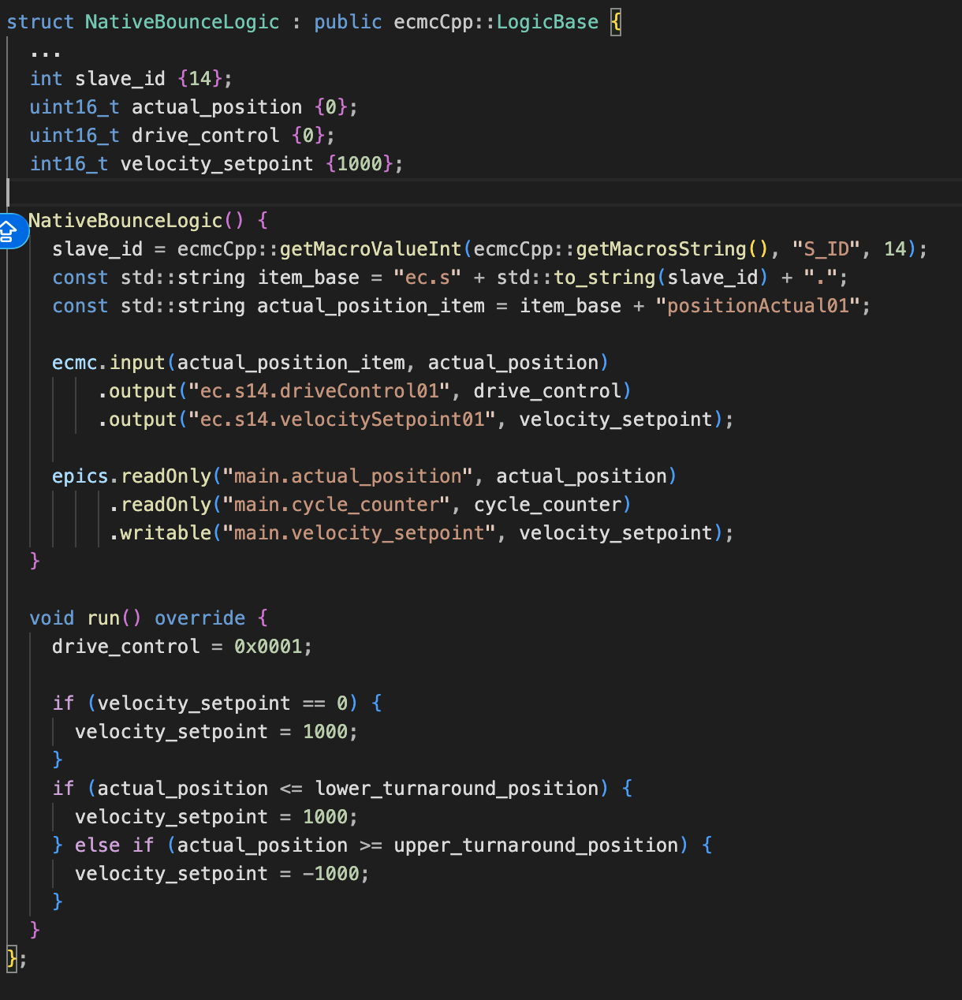 struct NativeBounceLogic : public ecmcCpp::LogicBase {
  ...
  int slave_id {14};
  uint16_t actual_position {0};
  uint16_t drive_control {0};
  int16_t velocity_setpoint {1000};

  NativeBounceLogic() {
    slave_id = ecmcCpp::getMacroValueInt(ecmcCpp::getMacrosString(), "S_ID", 14);
    const std::string item_base = "ec.s" + std::to_string(slave_id) + ".";
    const std::string actual_position_item = item_base + "positionActual01";

    ecmc.input(actual_position_item, actual_position)
        .output("ec.s14.driveControl01", drive_control)
        .output("ec.s14.velocitySetpoint01", velocity_setpoint);

    epics.readOnly("main.actual_position", actual_position)
         .readOnly("main.cycle_counter", cycle_counter)
         .writable("main.velocity_setpoint", velocity_setpoint);
  }

  void run() override {
    drive_control = 0x0001;

    if (velocity_setpoint == 0) {
      velocity_setpoint = 1000;
    }
    if (actual_position <= lower_turnaround_position) {
      velocity_setpoint = 1000;
    } else if (actual_position >= upper_turnaround_position) {
      velocity_setpoint = -1000;
    }
  }
};